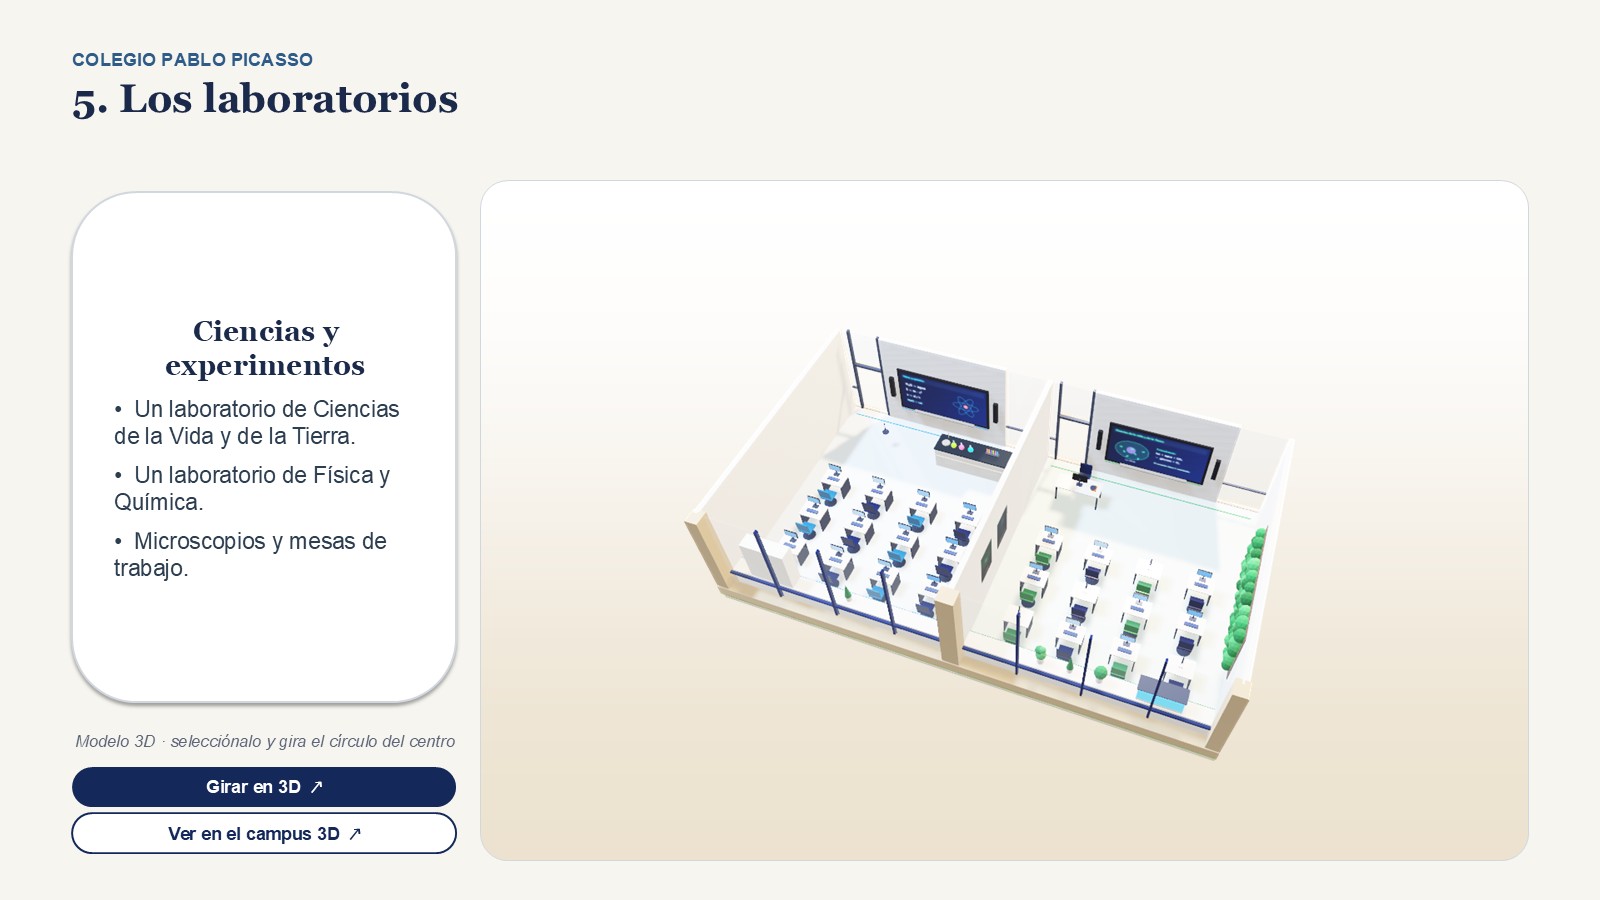 COLEGIO PABLO PICASSO
5. Los laboratorios
Ciencias y
experimentos
• Un laboratorio de Ciencias
de la Vida y de la Tierra.
• Un laboratorio de Física y
Química.
• Microscopios y mesas de
trabajo.
Modelo 3D · selecciónalo y gira el círculo del centro
Girar en 3D ↗
Ver en el campus 3D ↗